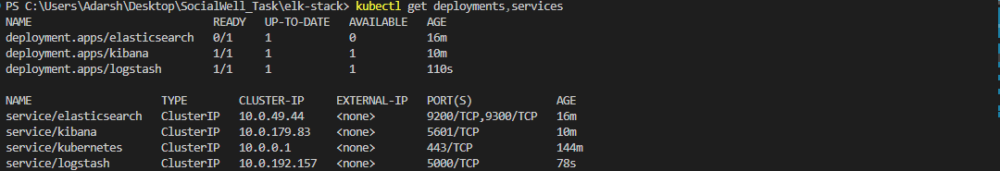 PS C:\Users\Adarsh\Desktop\SocialWell_Task\elk-stack> kubectl get deployments,services
NAME READY UP-TO-DATE AVAILABLE AGE
deployment.apps/elasticsearch 0/1 1 0 16m
deployment.apps/kibana 1/1 1 1 10m
deployment.apps/logstash 1/1 1 1 110s
NAME TYPE CLUSTER-IP EXTERNAL-IP PORT(S) AGE
service/elasticsearch ClusterIP 10.0.49.44 <none> 9200/TCP,9300/TCP 16m
service/kibana ClusterIP 10.0.179.83 <none> 5601/TCP 10m
service/kubernetes ClusterIP 10.0.0.1 <none> 443/TCP 144m
service/logstash ClusterIP 10.0.192.157 <none> 5000/TCP 78s